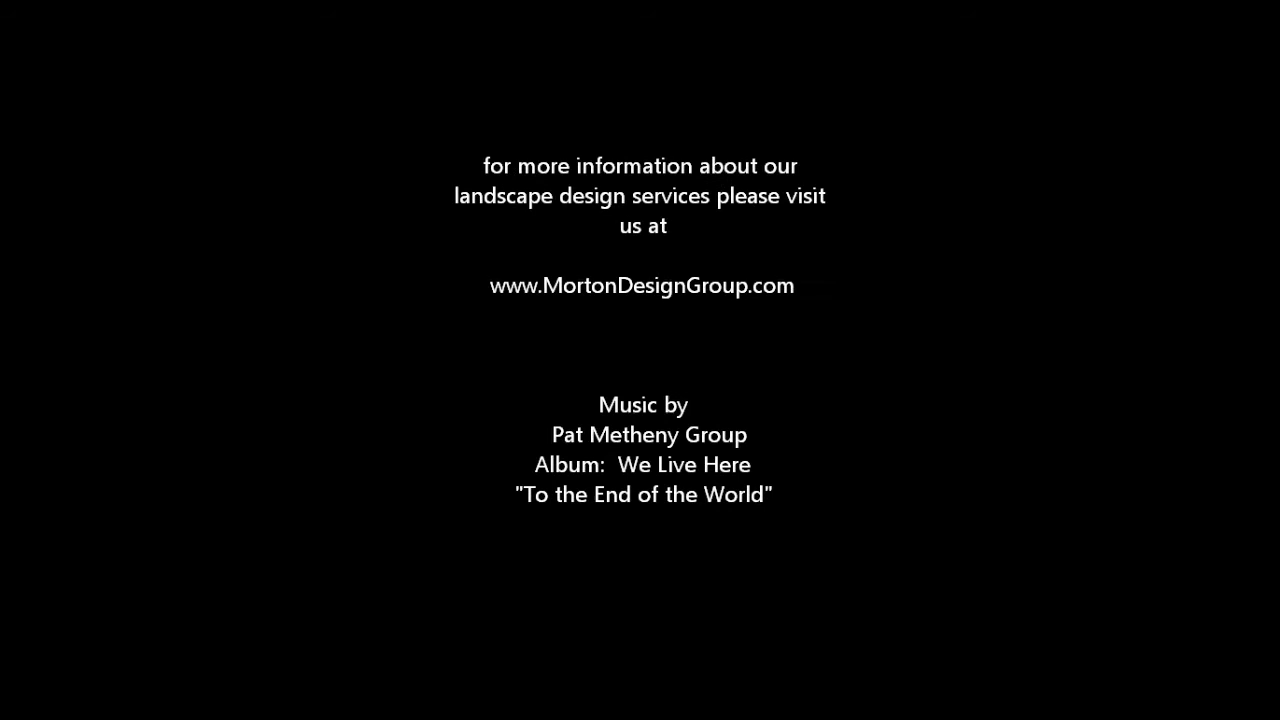 for more information about our
landscape design services please visit
us at
www.MortonDesignGroup.com
Music by
Pat Metheny Group
Album:  We Live Here
"To the End of the World"